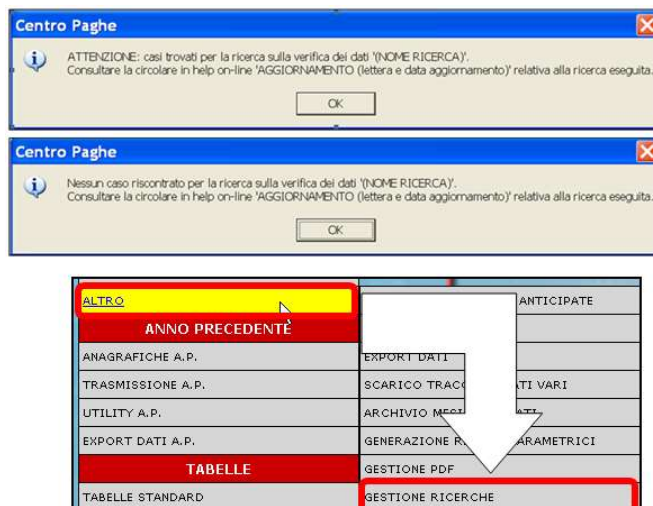 Centro Paghe
ATTENZIONE: casi trovati per la ricerca sulla verifica dei dati '(NOME RICERCA)'.
Consultare la circolare in help on-line 'AGGIORNAMENTO (lettera e data aggiornamento)' relativa alla ricerca eseguita.
OK
Centro Paghe
Nessun caso riscontrato per la ricerca sulla verifica dei dati '(NOME RICERCA)'.
Consultare la circolare in help on-line 'AGGIORNAMENTO (lettera e data aggiornamento)' relativa alla ricerca eseguita.
OK
ALTRO
ANTICIPATE
ANNO PRECEDENTE
ANAGRAFICHE A.P.
EXPORT DATI
TRASMISSIONE A.P.
SCARICO VARI
UTILITY A.P.
ARCHIVIO
EXPORT DATI A.P.
GENERAZIONE
TABELLE
GESTIONE PDF
TABELLE STANDARD
GESTIONE RICERCHE